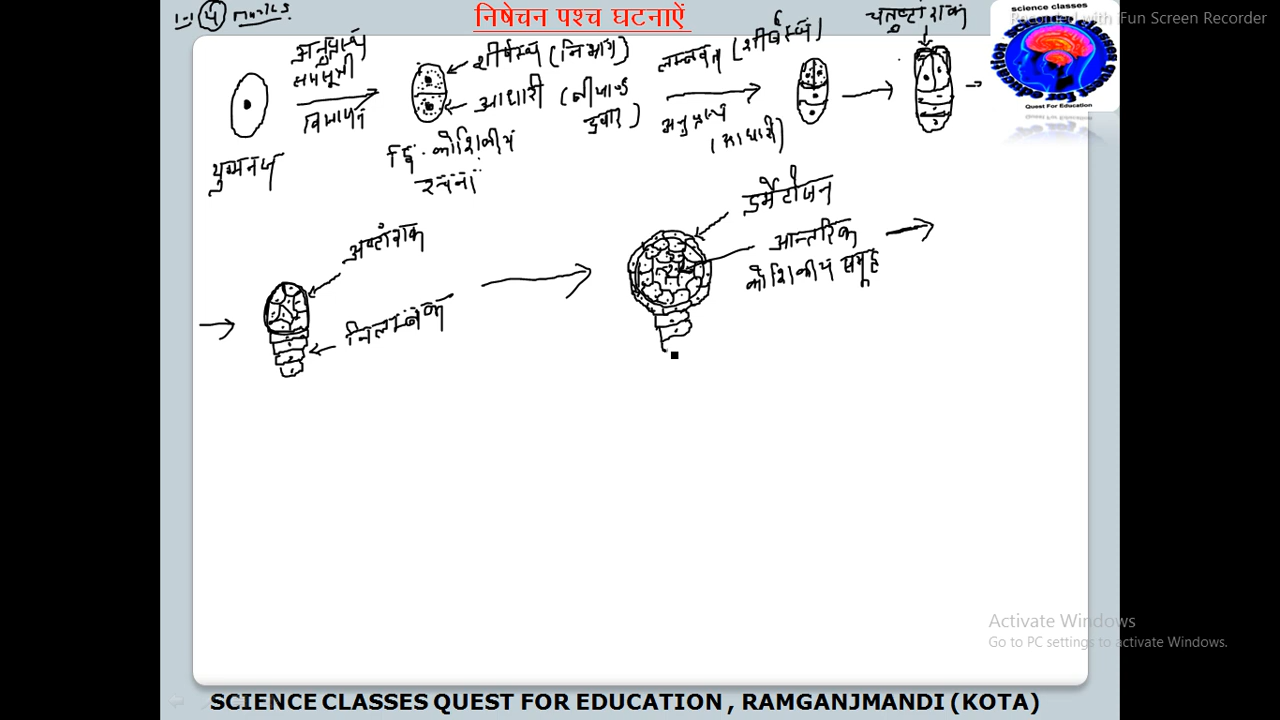 निषेचन पश्च घटनाऐं
science classes
Recorded with iFun Screen Recorder
Quest For Education
अनुप्रस्थ
समसूत्री
विभाजन
युग्मनज
शीर्षस्थ (निभाग)
आधारी
द्वि-कोशिकीय
रचना
लम्बवत (शीर्षस्थ)
अनुप्रस्थ
(आधारी)
चतुष्टांशक
अष्टांशक
निलम्बक
डर्मेटोजन
आन्तरिक
कोशिकीय समूह
Activate Windows
Go to PC settings to activate Windows.
SCIENCE CLASSES QUEST FOR EDUCATION , RAMGANJMANDI (KOTA)